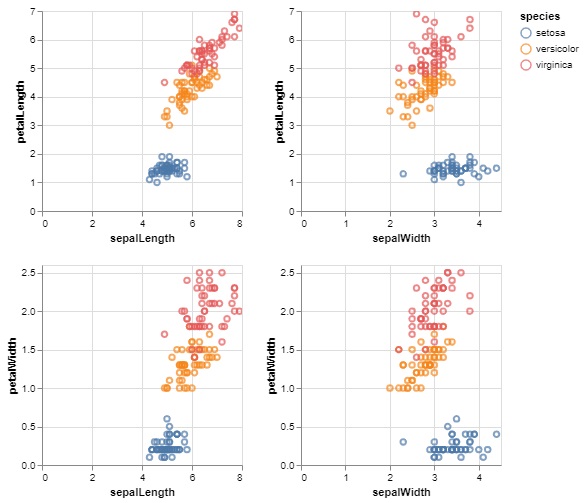 species
setosa
versicolor
virginica
petalLength
7
6
5
4
3
2
1
0
0 2 4 6 8
sepalLength
petalLength
7
6
5
4
3
2
1
0
0 1 2 3 4
sepalWidth
petalWidth
2.5
2.0
1.5
1.0
0.5
0.0
0 2 4 6 8
sepalLength
petalWidth
2.5
2.0
1.5
1.0
0.5
0.0
0 1 2 3 4
sepalWidth